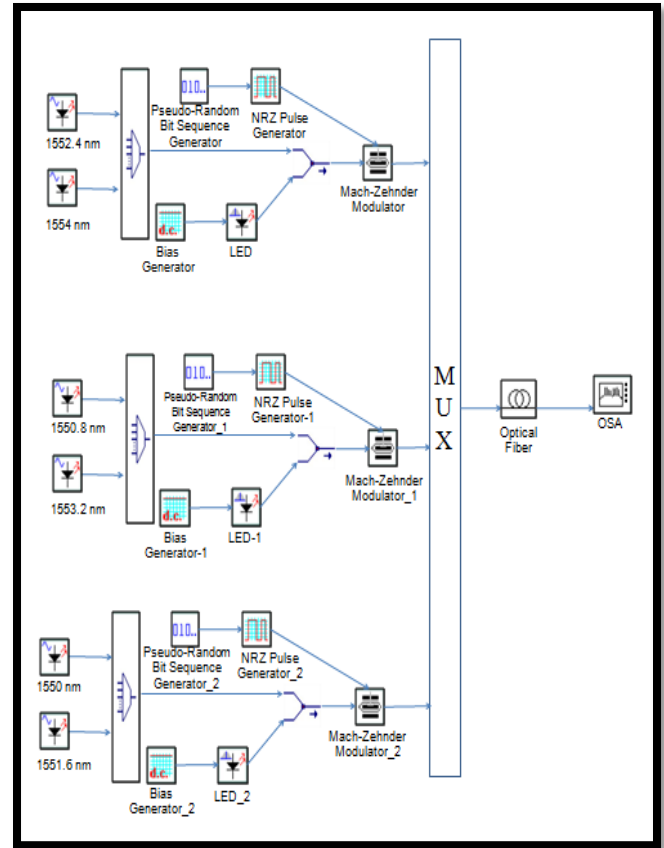 010..
Pseudo-Random
Bit Sequence
Generator
NRZ Pulse
Generator
1552.4 nm
1554 nm
Mach-Zehnder
Modulator
d.c.
Bias
Generator
LED
010..
Pseudo-Random
Bit Sequence
Generator_1
NRZ Pulse
Generator-1
1550.8 nm
1553.2 nm
Mach-Zehnder
Modulator_1
d.c.
Bias
Generator-1
LED-1
M
U
X
Optical
Fiber
OSA
010..
Pseudo-Random
Bit Sequence
Generator_2
NRZ Pulse
Generator_2
1550 nm
1551.6 nm
Mach-Zehnder
Modulator_2
d.c.
Bias
Generator_2
LED_2